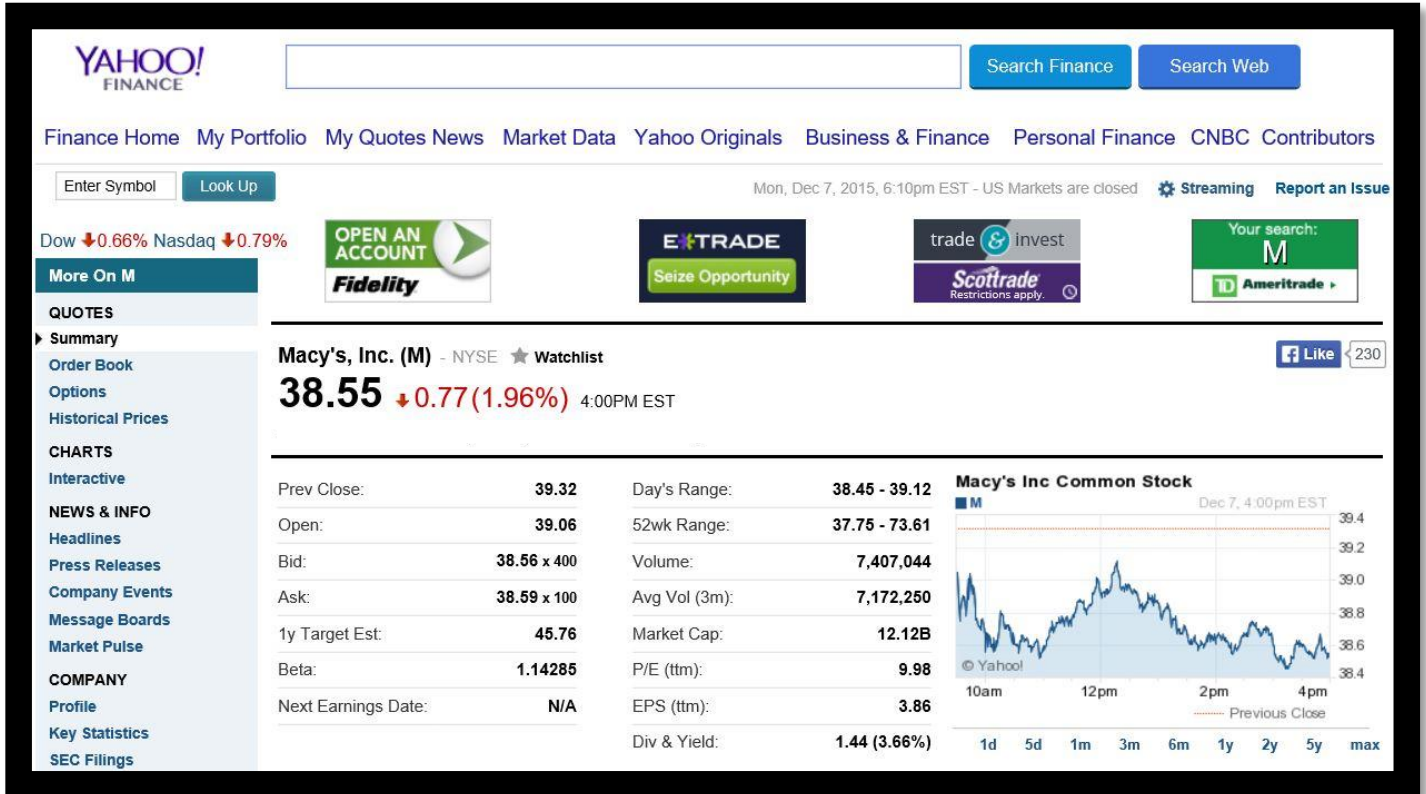 YAHOO!
FINANCE
Search Finance
Search Web
Finance Home My Portfolio My Quotes News Market Data Yahoo Originals Business & Finance Personal Finance CNBC Contributors
Enter Symbol
Look Up
Mon, Dec 7, 2015, 6:10pm EST - US Markets are closed
Streaming
Report an Issue
Dow 0.66% Nasdaq 0.79%
OPEN AN
ACCOUNT
Fidelity
E*TRADE
Seize Opportunity
trade & invest
Scottrade
Restrictions apply.
Your search:
M
TD Ameritrade
More On M
QUOTES
Summary
Order Book
Options
Historical Prices
CHARTS
Interactive
NEWS & INFO
Headlines
Press Releases
Company Events
Message Boards
Market Pulse
COMPANY
Profile
Key Statistics
SEC Filings
Macy's, Inc. (M) - NYSE Watchlist
Like 230
38.55 0.77 (1.96%) 4:00PM EST
Prev Close: 39.32
Open: 39.06
Bid: 38.56 x 400
Ask: 38.59 x 100
1y Target Est: 45.76
Beta: 1.14285
Next Earnings Date: N/A
Day's Range: 38.45 - 39.12
52wk Range: 37.75 - 73.61
Volume: 7,407,044
Avg Vol (3m): 7,172,250
Market Cap: 12.12B
P/E (ttm): 9.98
EPS (ttm): 3.86
Div & Yield: 1.44 (3.66%)
Macy's Inc Common Stock
M
Dec 7, 4:00pm EST
39.4
39.2
39.0
38.8
38.6
38.4
© Yahoo!
10am 12pm 2pm 4pm
Previous Close
1d 5d 1m 3m 6m 1y 2y 5y max